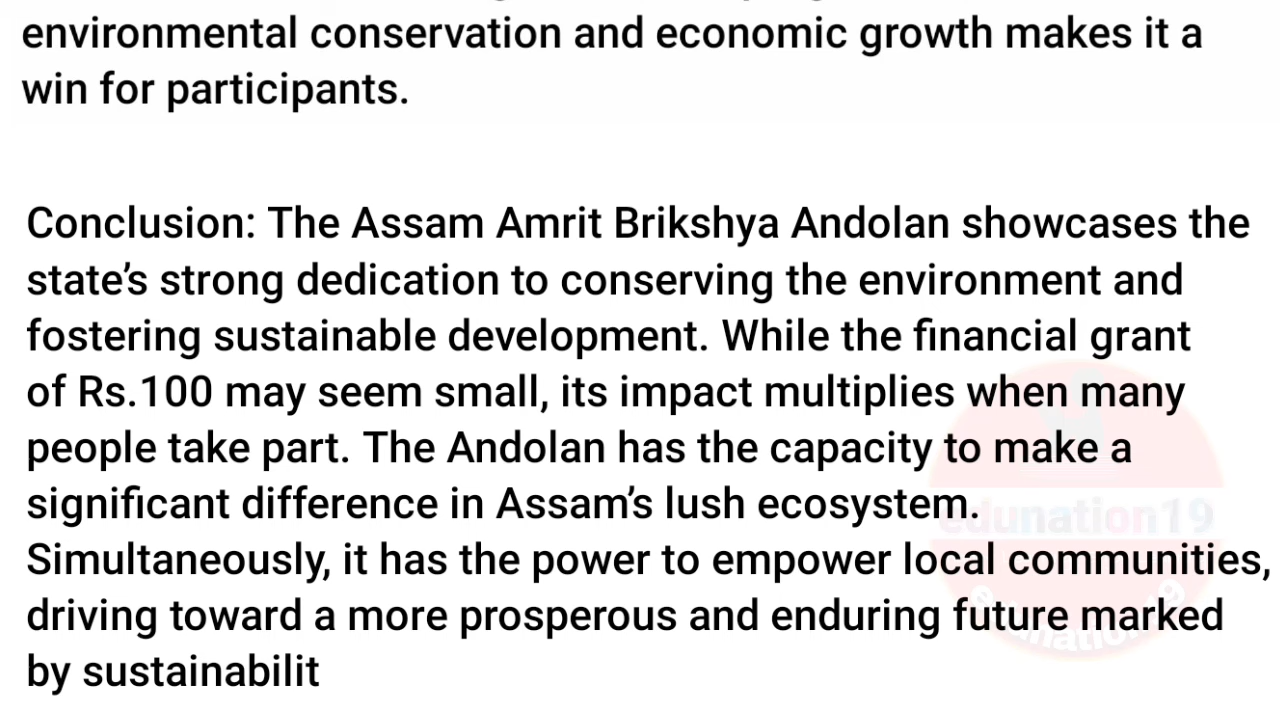 environmental conservation and economic growth makes it a
win for participants.
Conclusion: The Assam Amrit Brikshya Andolan showcases the
state's strong dedication to conserving the environment and
fostering sustainable development. While the financial grant
of Rs.100 may seem small, its impact multiplies when many
people take part. The Andolan has the capacity to make a
significant difference in Assam's lush ecosystem.
edunation19
Simultaneously, it has the power to empower local communities,
driving toward a more prosperous and enduring future marked
edunation19
by sustainabilit